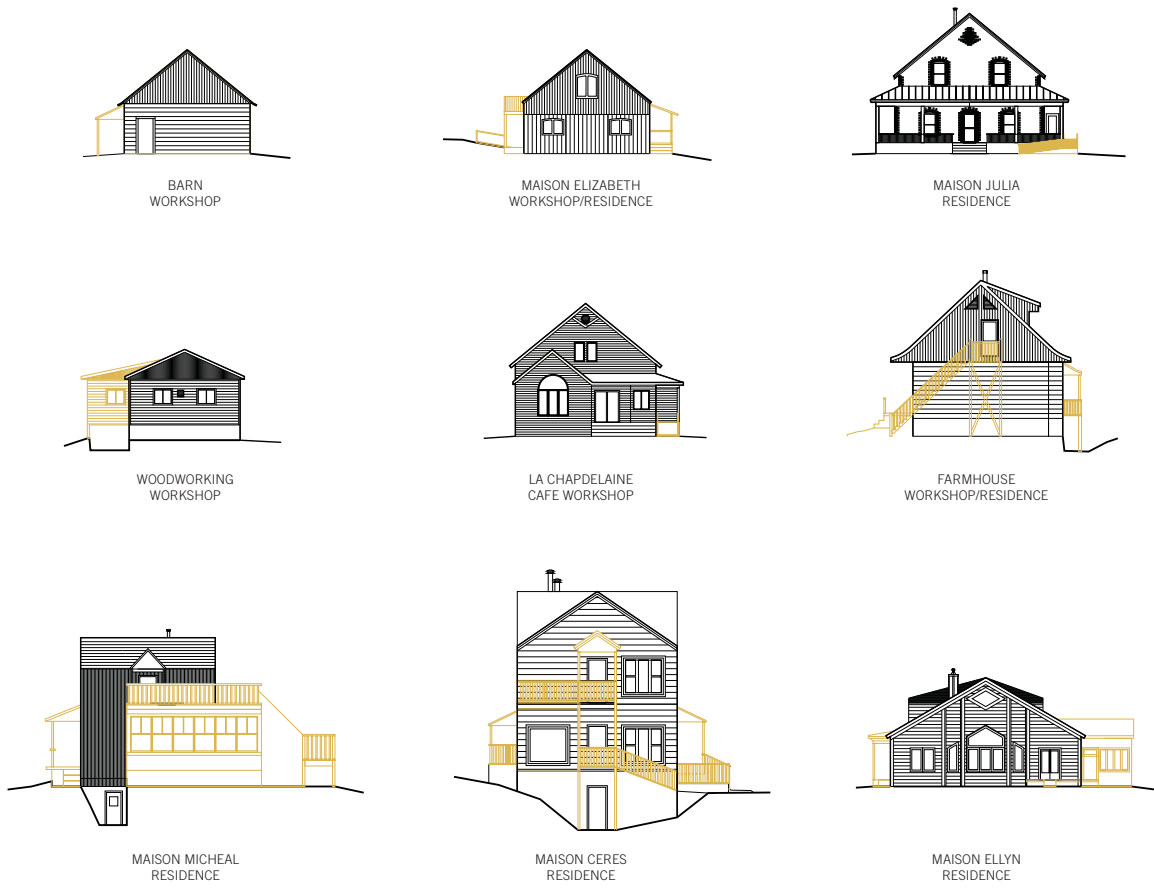 BARN
WORKSHOP
MAISON ELIZABETH
WORKSHOP/RESIDENCE
MAISON JULIA
RESIDENCE
WOODWORKING
WORKSHOP
LA CHAPDELAINE
CAFE WORKSHOP
FARMHOUSE
WORKSHOP/RESIDENCE
MAISON MICHEAL
RESIDENCE
MAISON CERES
RESIDENCE
MAISON ELLYN
RESIDENCE